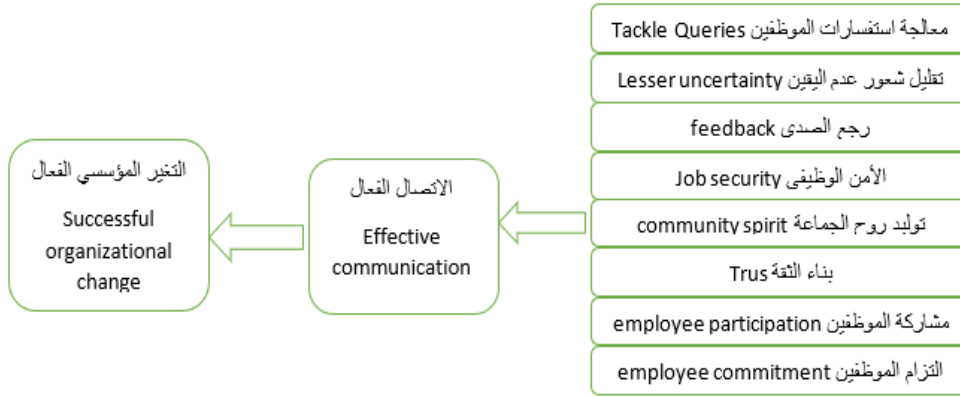 معالجة استفسارات الموظفين Tackle Queries
تقليل شعور عدم اليقين Lesser uncertainty
رجع الصدى feedback
الأمن الوظيفى Job security
توليد روح الجماعة community spirit
بناء الثقة Trus
مشاركة الموظفين employee participation
التزام الموظفين employee commitment
الاتصال الفعال
Effective
communication
التغير المؤسسي الفعال
Successful
organizational
change